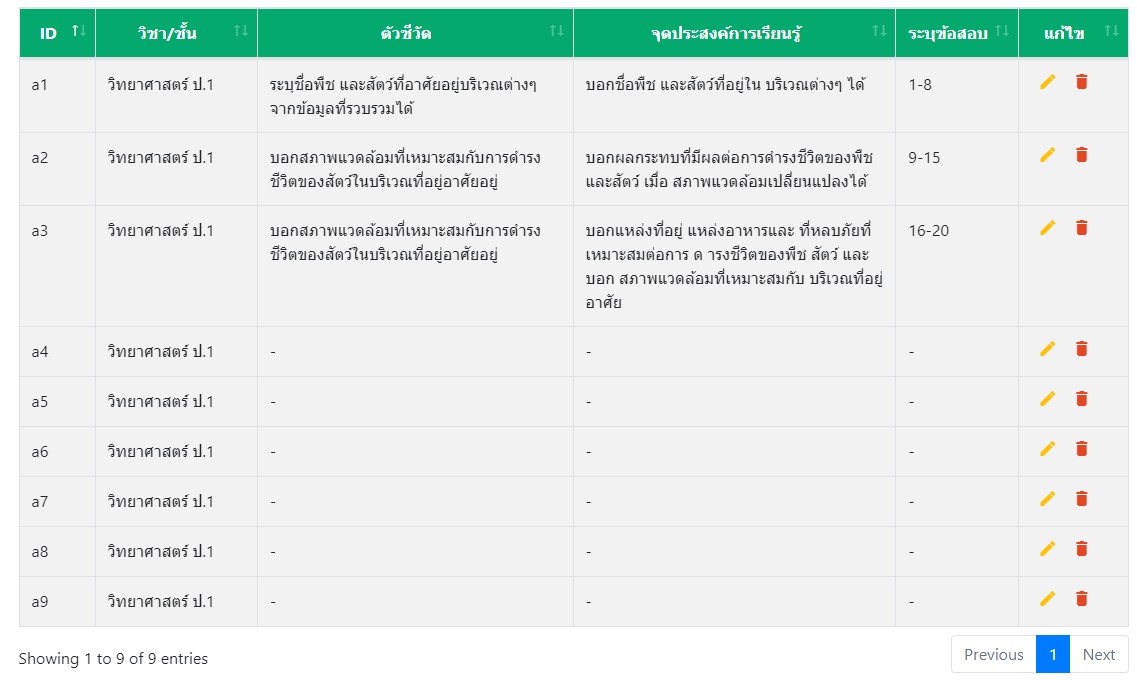 ID วิชา/ชั้น ตัวชี้วัด จุดประสงค์การเรียนรู้ ระบุข้อสอบ แก้ไข
a1 วิทยาศาสตร์ ป.1 ระบุชื่อพืช และสัตว์ที่อาศัยอยู่บริเวณต่างๆ บอกชื่อพืช และสัตว์ที่อยู่ใน บริเวณต่างๆ ได้ 1-8
จากข้อมูลที่รวบรวมได้
a2 วิทยาศาสตร์ ป.1 บอกสภาพแวดล้อมที่เหมาะสมกับการดำรง บอกผลกระทบที่มีผลต่อการดำรงชีวิตของพืช 9-15
ชีวิตของสัตว์ในบริเวณที่อยู่อาศัยอยู่ และสัตว์ เมื่อ สภาพแวดล้อมเปลี่ยนแปลงได้
a3 วิทยาศาสตร์ ป.1 บอกสภาพแวดล้อมที่เหมาะสมกับการดำรง บอกแหล่งที่อยู่ แหล่งอาหารและ ที่หลบภัยที่ 16-20
ชีวิตของสัตว์ในบริเวณที่อยู่อาศัยอยู่ เหมาะสมต่อการ ด ารงชีวิตของพืช สัตว์ และ
บอก สภาพแวดล้อมที่เหมาะสมกับ บริเวณที่อยู่
อาศัย
a4 วิทยาศาสตร์ ป.1 - - -
a5 วิทยาศาสตร์ ป.1 - - -
a6 วิทยาศาสตร์ ป.1 - - -
a7 วิทยาศาสตร์ ป.1 - - -
a8 วิทยาศาสตร์ ป.1 - - -
a9 วิทยาศาสตร์ ป.1 - - -
Showing 1 to 9 of 9 entries Previous 1 Next